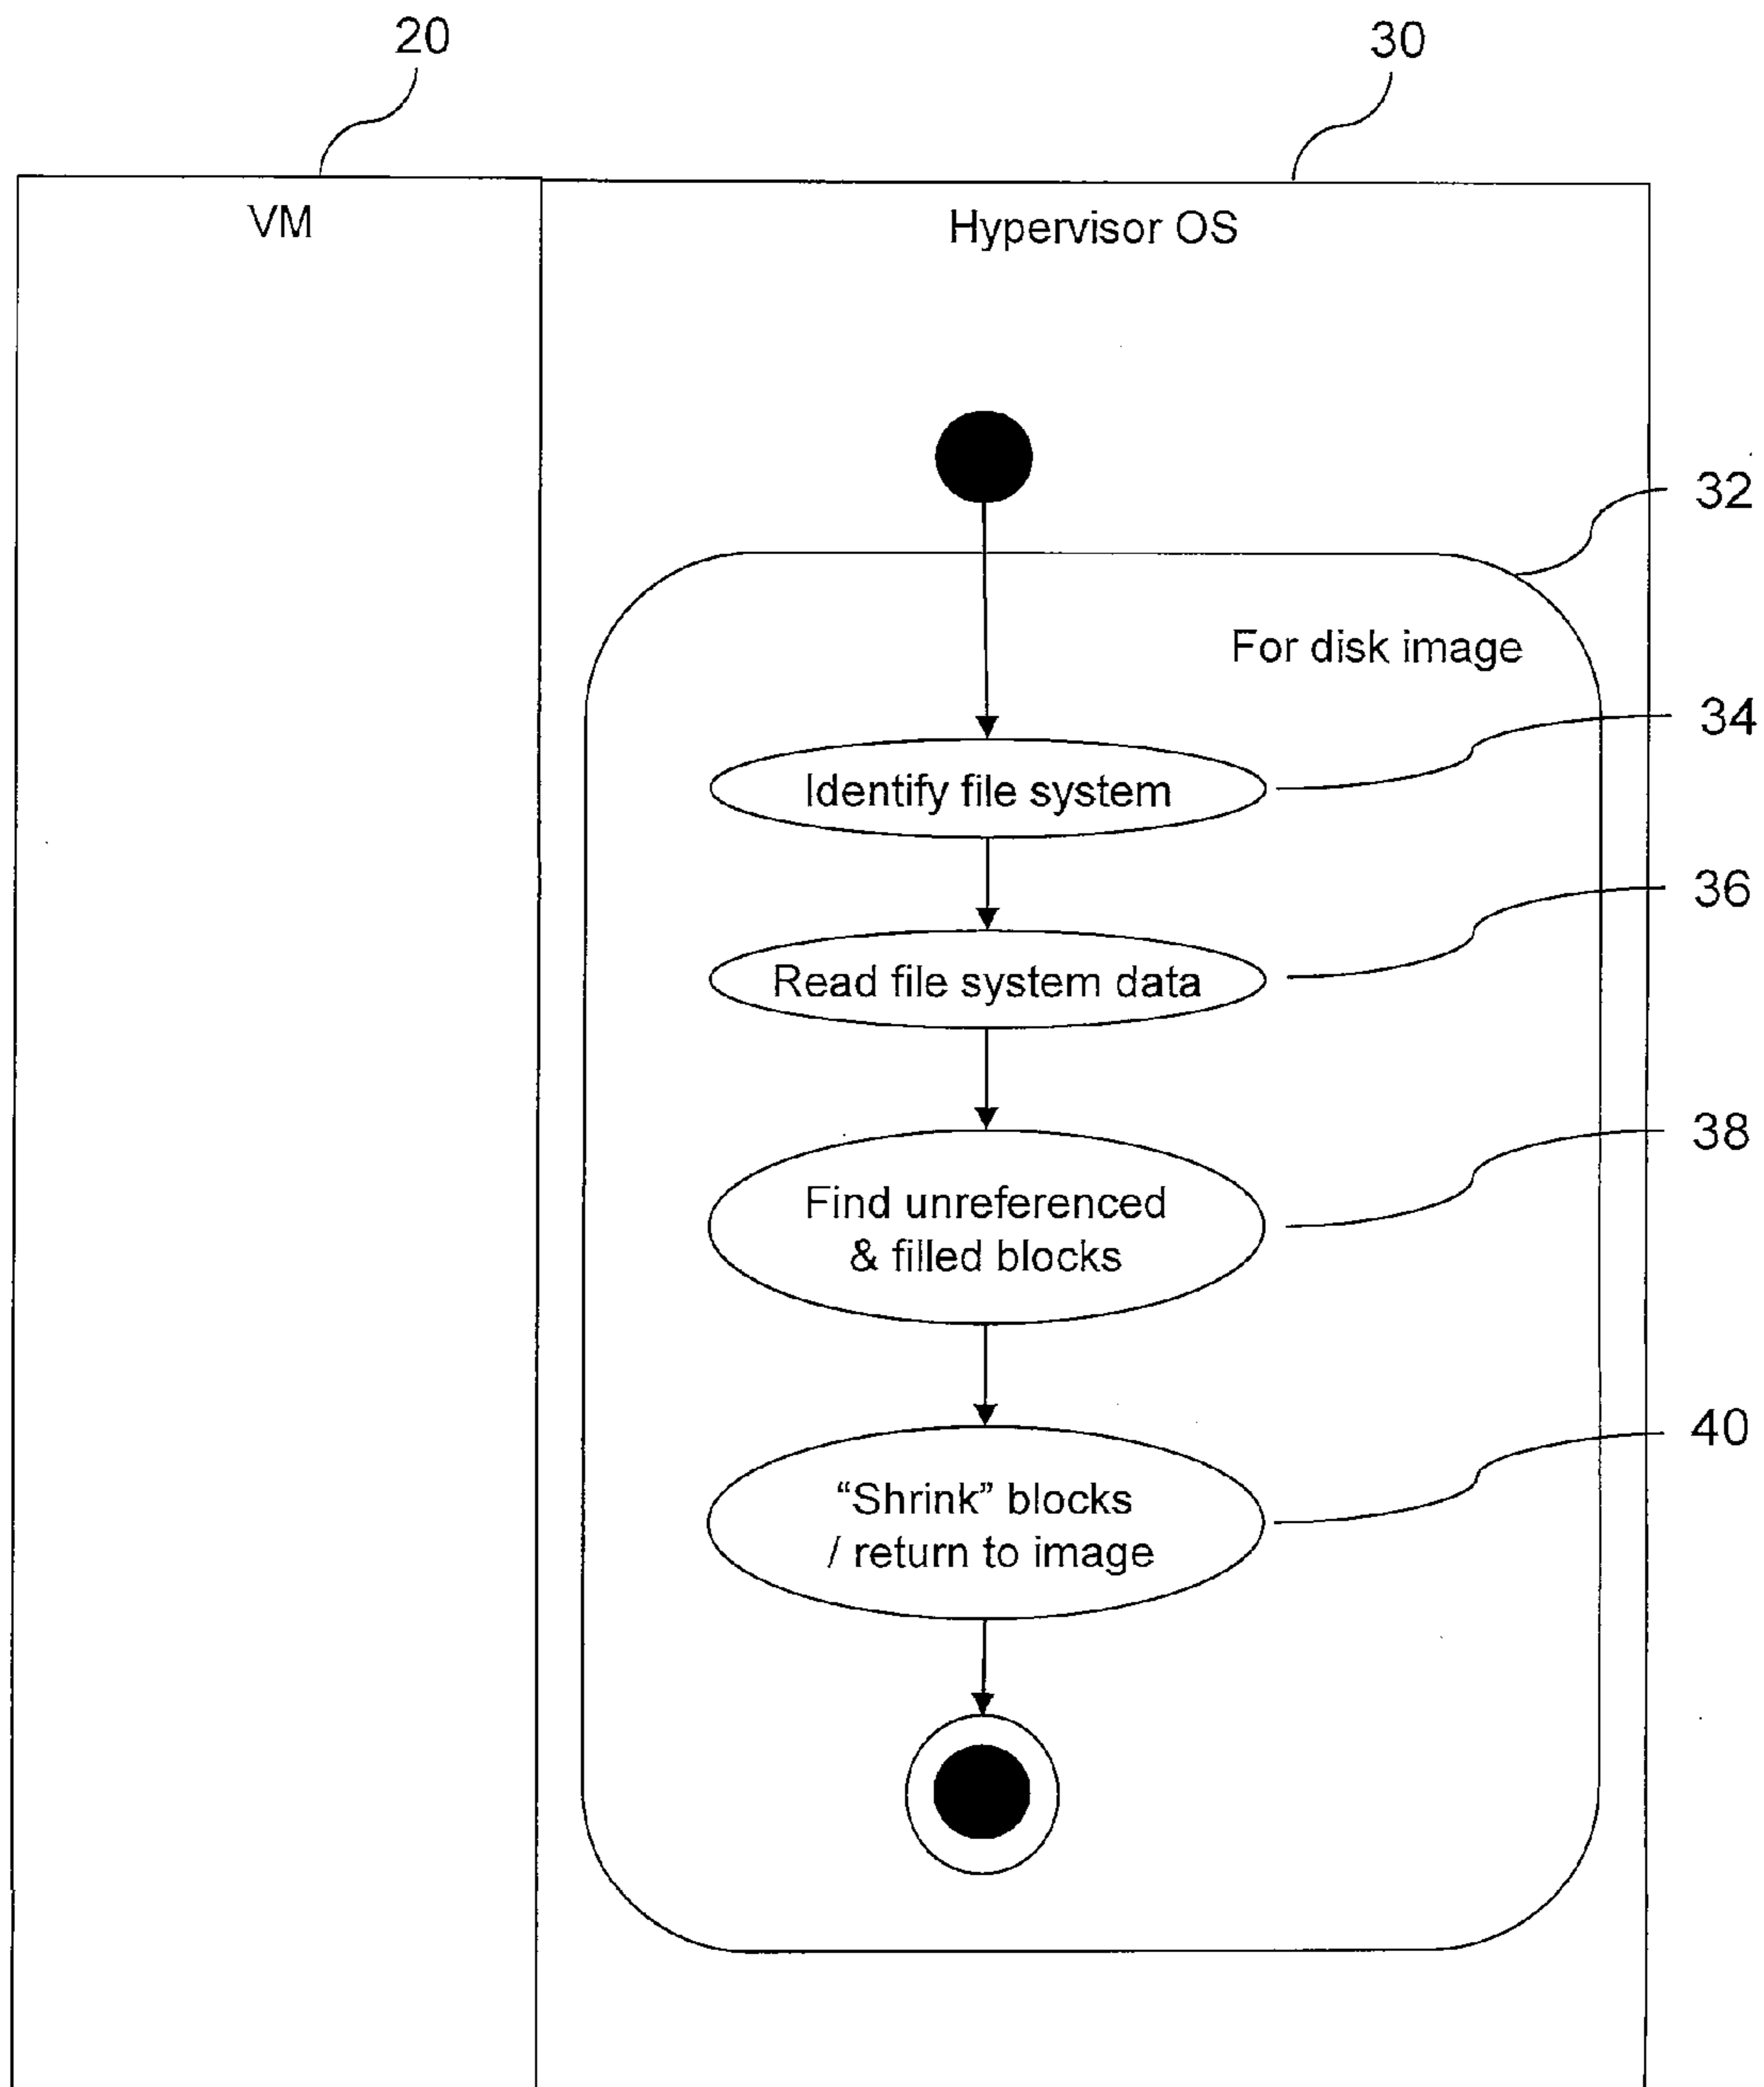 20
30
VM
Hypervisor OS
32
For disk image
34
Identify file system
36
Read file system data
38
Find unreferenced
& filled blocks
40
“Shrink” blocks
/ return to image